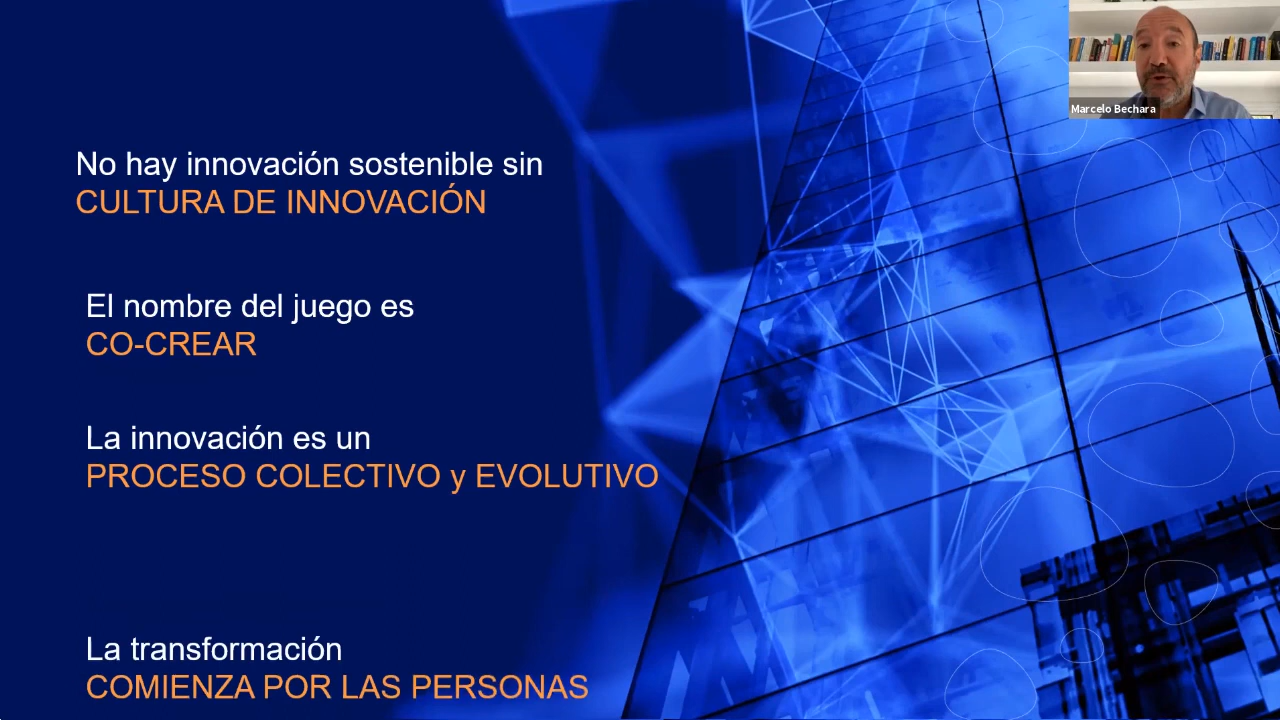 Marcelo Bechara
No hay innovación sostenible sin
CULTURA DE INNOVACIÓN
El nombre del juego es
CO-CREAR
La innovación es un
PROCESO COLECTIVO y EVOLUTIVO
La transformación
COMIENZA POR LAS PERSONAS